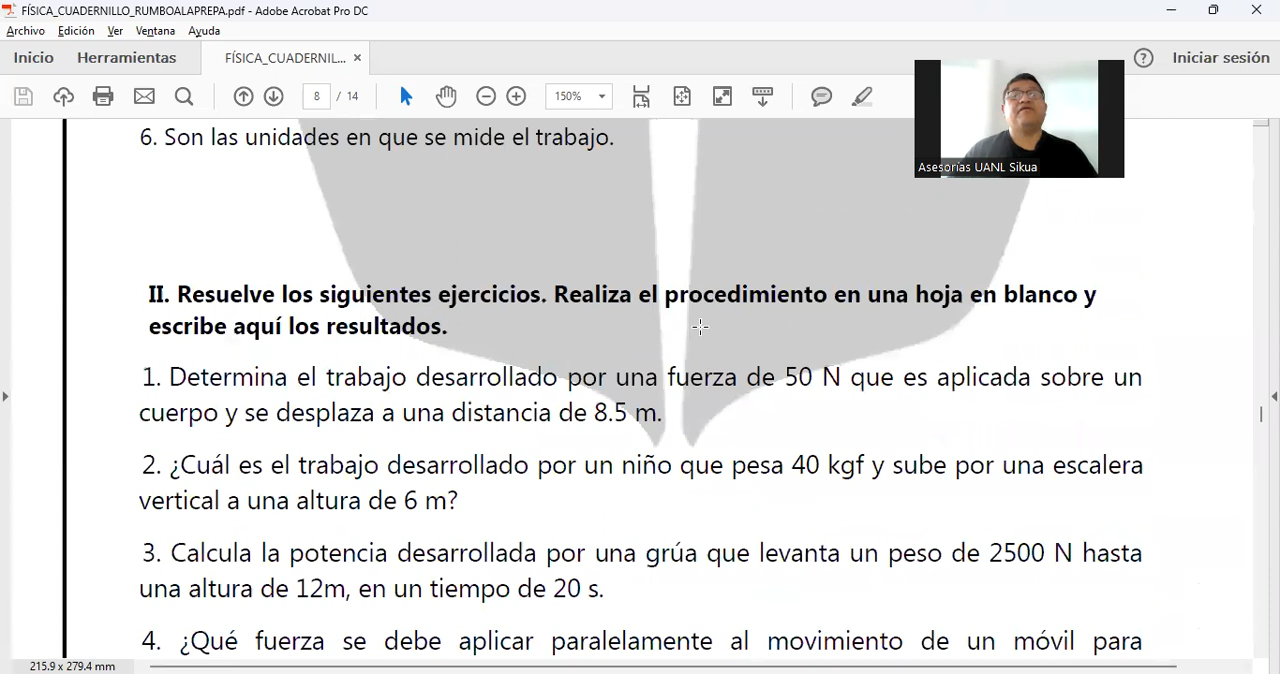 FÍSICA_CUADERNILLO_RUMBOALAPREPA.pdf - Adobe Acrobat Pro DC
Archivo Edición Ver Ventana Ayuda
Inicio Herramientas FÍSICA_CUADERNIL... × Iniciar sesión
8 / 14 150%
Asesorías UANL Sikua
6. Son las unidades en que se mide el trabajo.
II. Resuelve los siguientes ejercicios. Realiza el procedimiento en una hoja en blanco y
escribe aquí los resultados.
1. Determina el trabajo desarrollado por una fuerza de 50 N que es aplicada sobre un
cuerpo y se desplaza a una distancia de 8.5 m.
2. ¿Cuál es el trabajo desarrollado por un niño que pesa 40 kgf y sube por una escalera
vertical a una altura de 6 m?
3. Calcula la potencia desarrollada por una grúa que levanta un peso de 2500 N hasta
una altura de 12m, en un tiempo de 20 s.
4. ¿Qué fuerza se debe aplicar paralelamente al movimiento de un móvil para
215.9 x 279.4 mm